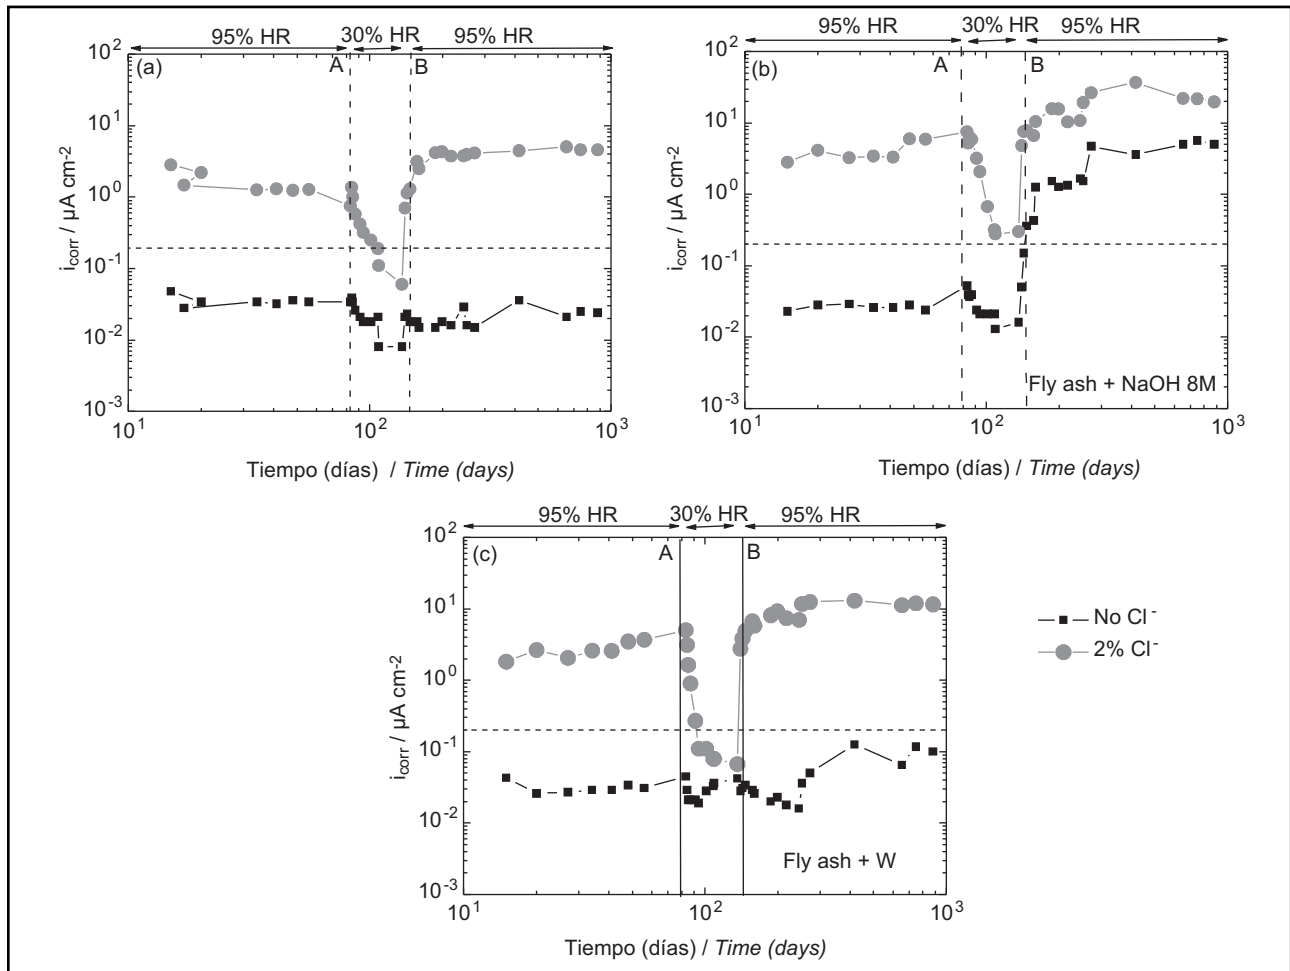 95% HR 30% HR 95% HR
(a) A B
10² 10¹ 10⁰ 10⁻¹ 10⁻² 10⁻³
i_corr / µA cm⁻²
10¹ 10² 10³
Tiempo (días) / Time (days)
95% HR 30% HR 95% HR
(b) A B
10² 10¹ 10⁰ 10⁻¹ 10⁻² 10⁻³
i_corr / µA cm⁻²
Fly ash + NaOH 8M
10¹ 10² 10³
Tiempo (días) / Time (days)
95% HR 30% HR 95% HR
(c) A B
10² 10¹ 10⁰ 10⁻¹ 10⁻² 10⁻³
i_corr / µA cm⁻²
Fly ash + W
10¹ 10² 10³
Tiempo (días) / Time (days)
No Cl⁻
2% Cl⁻